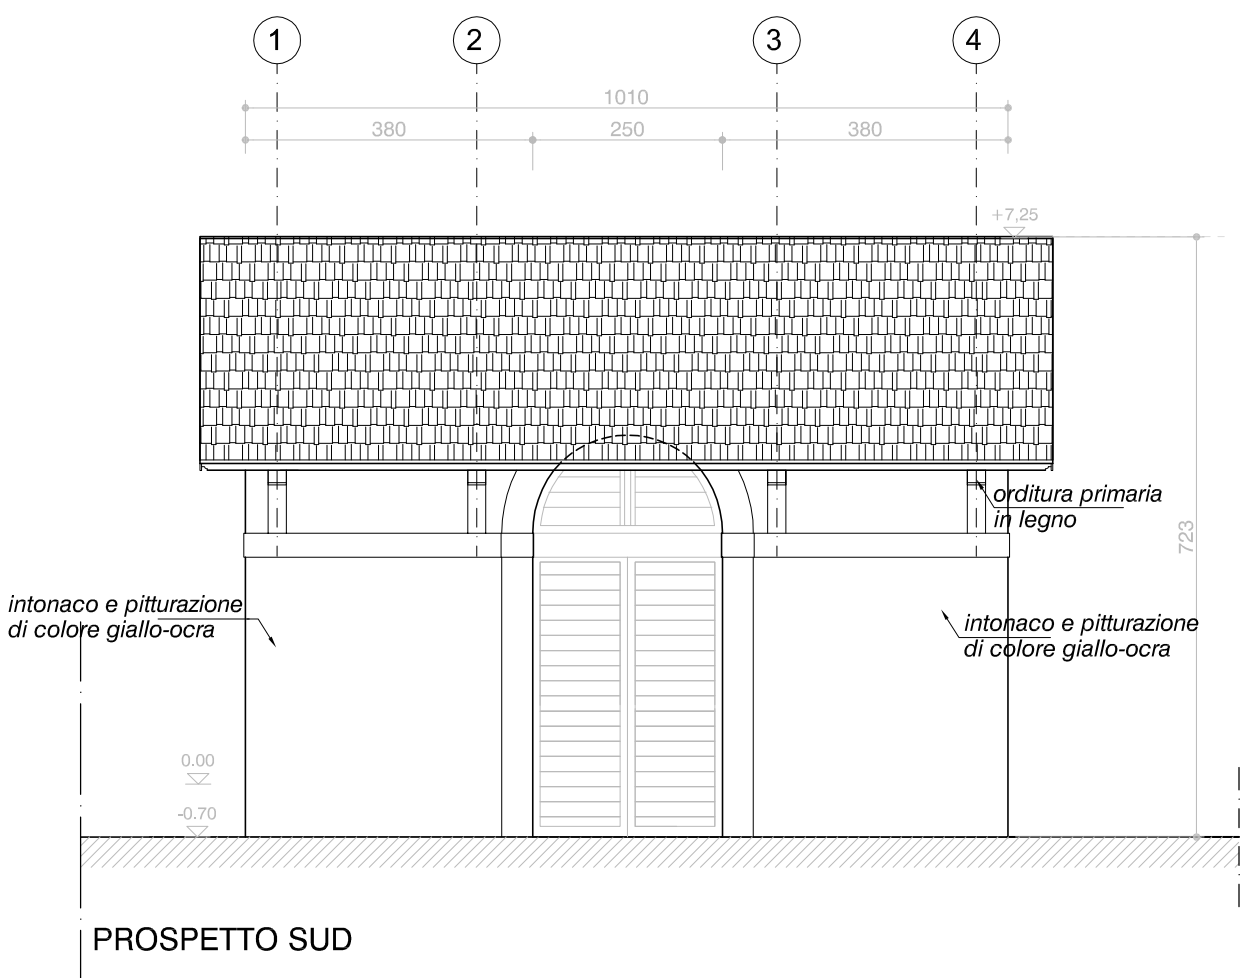 1 2 3 4
1010
380 250 380
+7,25
orditura primaria
in legno
723
intonaco e pitturazione
di colore giallo-ocra
intonaco e pitturazione
di colore giallo-ocra
0.00
-0.70
PROSPETTO SUD